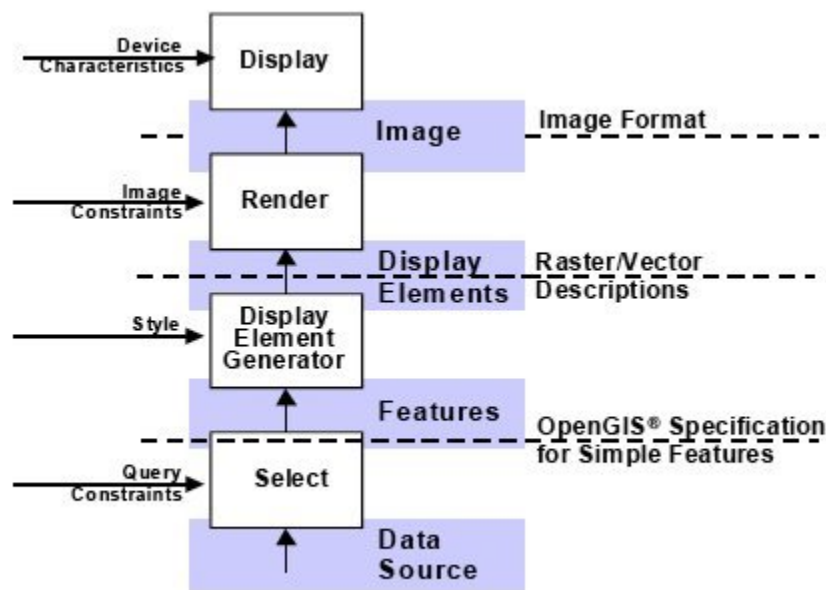 Device
Characteristics
Display
Image
Image Format
Image
Constraints
Render
Display
Elements
Raster/Vector
Descriptions
Style
Display
Element
Generator
Features
OpenGIS® Specification
for Simple Features
Query
Constraints
Select
Data
Source